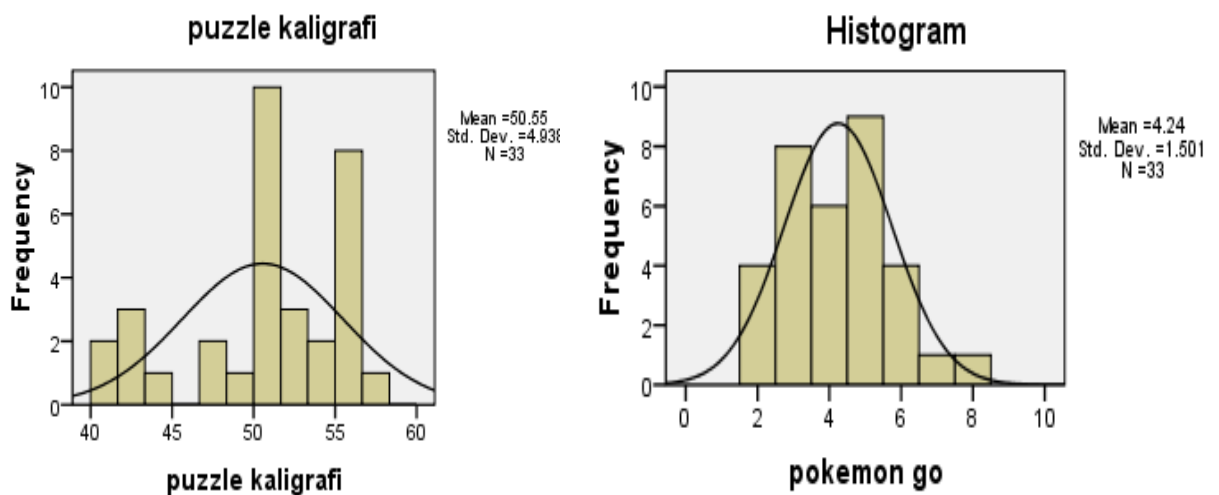 puzzle kaligrafi
Mean =50.55
Std. Dev. =4.938
N =33
Frequency
10
8
6
4
2
0
40 45 50 55 60
puzzle kaligrafi
Histogram
Mean =4.24
Std. Dev. =1.501
N =33
Frequency
10
8
6
4
2
0
0 2 4 6 8 10
pokemon go